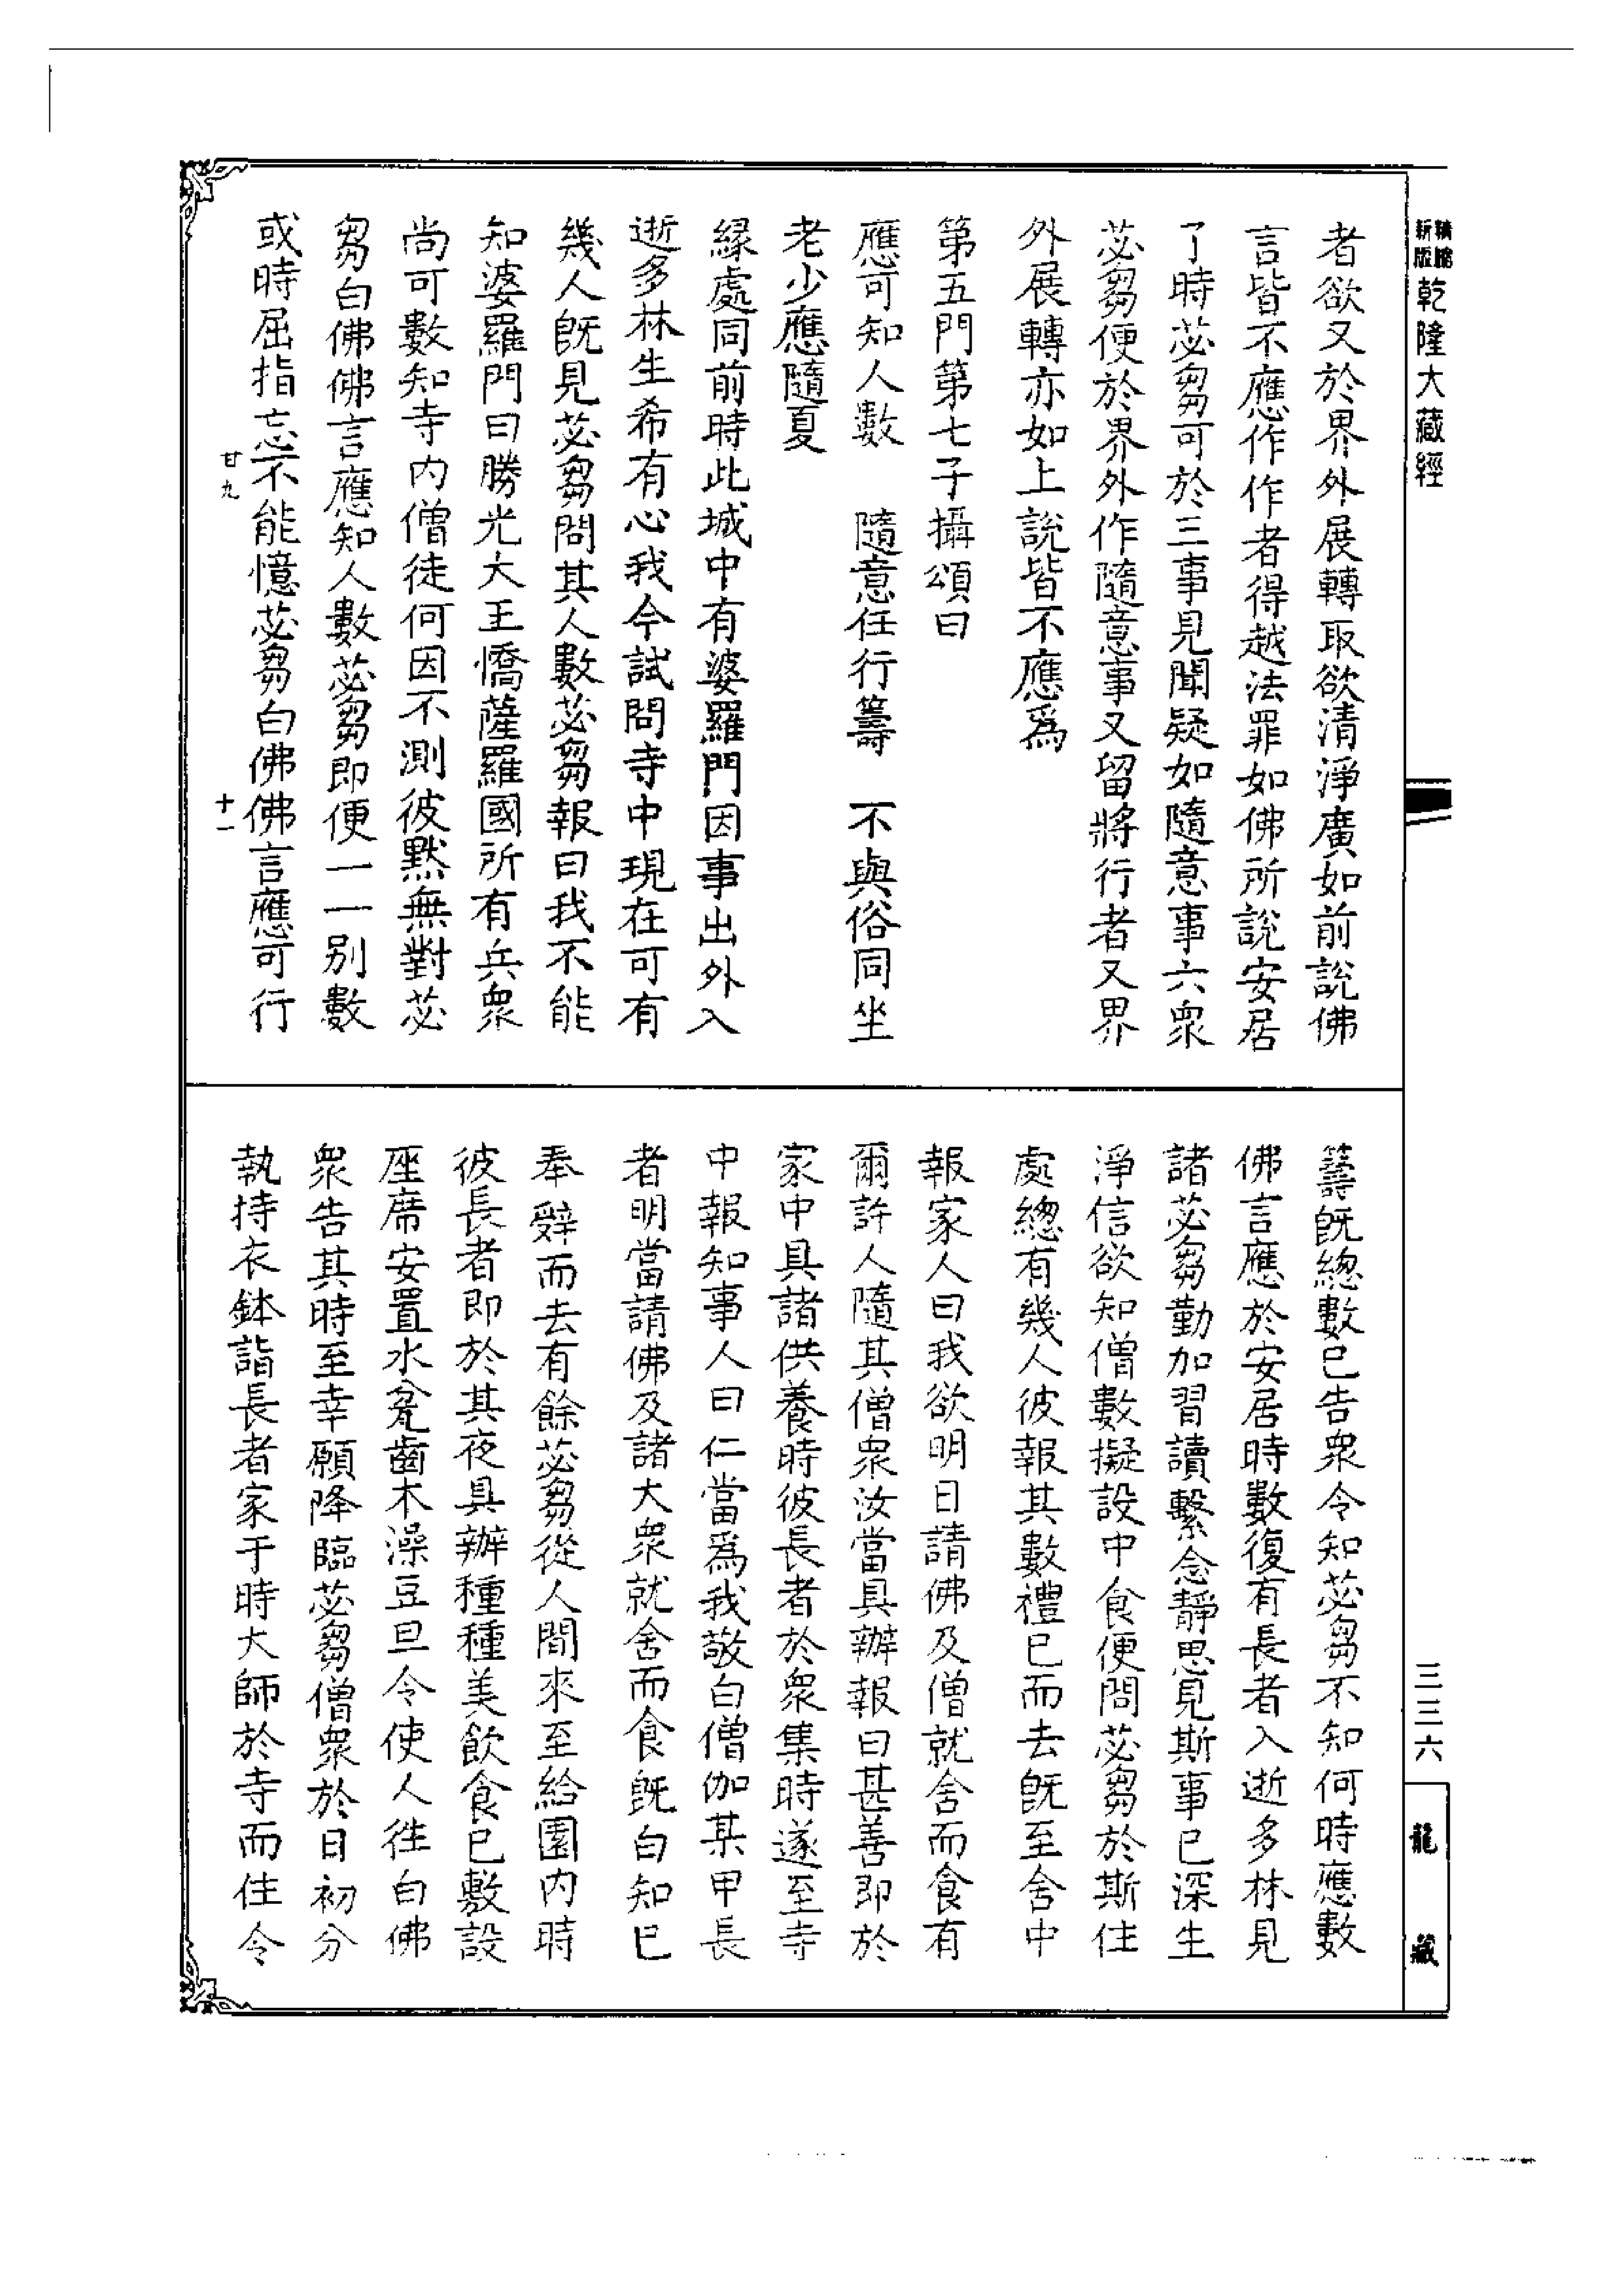 新版
精縮
乾隆大藏經
者欲又於界外展轉取欲清淨廣如前說佛
言皆不應作作者得越法罪如佛所說安居
了時苾芻可於三事見聞疑如隨意事六衆
苾芻便於界外作隨意事又留將行者又界
外展轉亦如上說皆不應爲
第五門第七子攝頌曰
應可知人數　隨意任行籌　不與俗同坐
老少應隨夏
緣處同前時此城中有婆羅門因事出外入
逝多林生希有心我今試問寺中現在可有
幾人旣見苾芻問其人數苾芻報曰我不能
知婆羅門曰勝光大王憍薩羅國所有兵衆
尚可數知寺內僧徒何因不測彼默無對苾
芻白佛佛言應知人數苾芻即便一一別數
或時屈指忘不能憶苾芻白佛佛言應可行
甘九
十一
籌旣總數已告衆令知苾芻不知何時應數
佛言應於安居時數復有長者入逝多林見
諸苾芻勤加習讀繫念靜思見斯事已深生
淨信欲知僧數擬設中食便問苾芻於斯住
處總有幾人彼報其數禮已而去旣至舍中
報家人曰我欲明日請佛及僧就舍而食有
爾許人隨其僧衆汝當具辦報曰甚善即於
家中具諸供養時彼長者於衆集時遂至寺
中報知事人曰仁當爲我敬白僧伽某甲長
者明當請佛及諸大衆就舍而食旣白知已
奉辭而去有餘苾芻從人間來至給園內時
彼長者即於其夜具辦種種美飲食已敷設
座席安置水瓮齒木澡豆旦令使人往白佛
衆告其時至幸願降臨苾芻僧衆於日初分
執持衣鉢詣長者家于時大師於寺而住令
三三六
龍藏